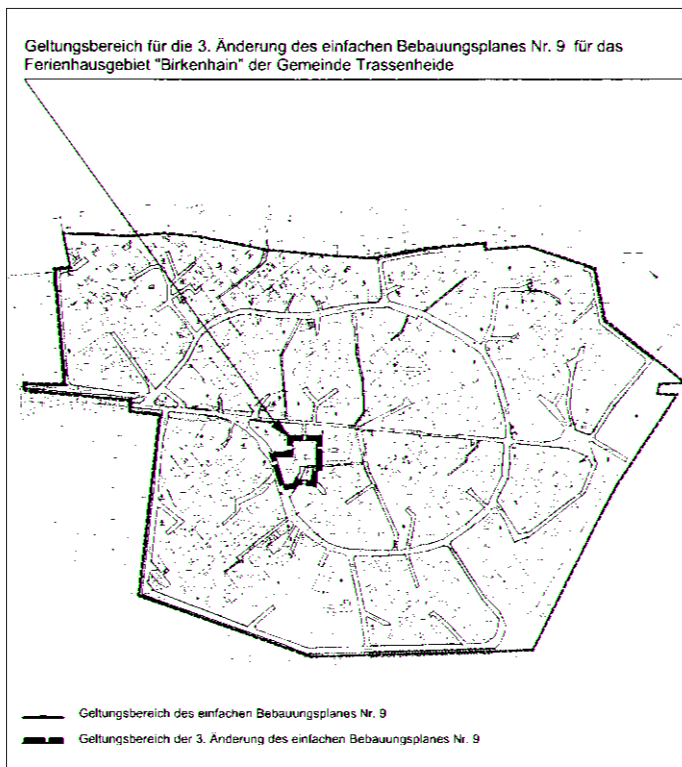 Geltungsbereich für die 3. Änderung des einfachen Bebauungsplanes Nr. 9 für das
Ferienhausgebiet "Birkenhain" der Gemeinde Trassenheide
Geltungsbereich des einfachen Bebauungsplanes Nr. 9
Geltungsbereich der 3. Änderung des einfachen Bebauungsplanes Nr. 9